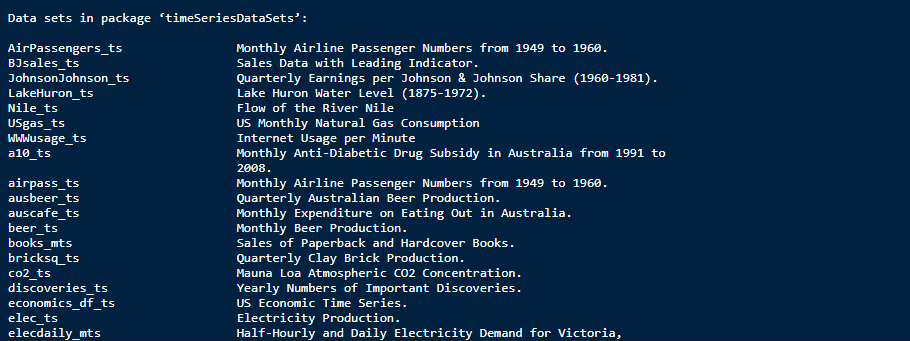 Data sets in package ‘timeSeriesDataSets’:
AirPassengers_ts Monthly Airline Passenger Numbers from 1949 to 1960.
BJsales_ts Sales Data with Leading Indicator.
JohnsonJohnson_ts Quarterly Earnings per Johnson & Johnson Share (1960-1981).
LakeHuron_ts Lake Huron Water Level (1875-1972).
Nile_ts Flow of the River Nile
USgas_ts US Monthly Natural Gas Consumption
WWWusage_ts Internet Usage per Minute
a10_ts Monthly Anti-Diabetic Drug Subsidy in Australia from 1991 to
2008.
airpass_ts Monthly Airline Passenger Numbers from 1949 to 1960.
ausbeer_ts Quarterly Australian Beer Production.
auscafe_ts Monthly Expenditure on Eating Out in Australia.
beer_ts Monthly Beer Production.
books_mts Sales of Paperback and Hardcover Books.
bricksq_ts Quarterly Clay Brick Production.
co2_ts Mauna Loa Atmospheric CO2 Concentration.
discoveries_ts Yearly Numbers of Important Discoveries.
economics_df_ts US Economic Time Series.
elec_ts Electricity Production.
elecdaily_mts Half-Hourly and Daily Electricity Demand for Victoria,